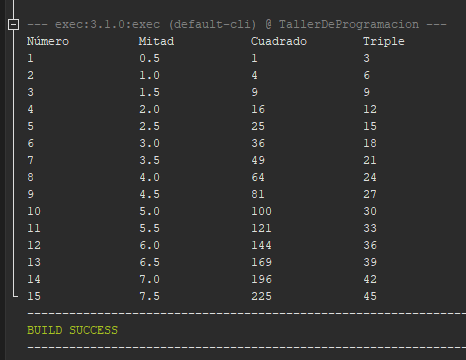 --- exec:3.1.0:exec (default-cli) @ TallerDeProgramacion ---
Número Mitad Cuadrado Triple
1 0.5 1 3
2 1.0 4 6
3 1.5 9 9
4 2.0 16 12
5 2.5 25 15
6 3.0 36 18
7 3.5 49 21
8 4.0 64 24
9 4.5 81 27
10 5.0 100 30
11 5.5 121 33
12 6.0 144 36
13 6.5 169 39
14 7.0 196 42
15 7.5 225 45
------------------------------------------------------------------------
BUILD SUCCESS
------------------------------------------------------------------------